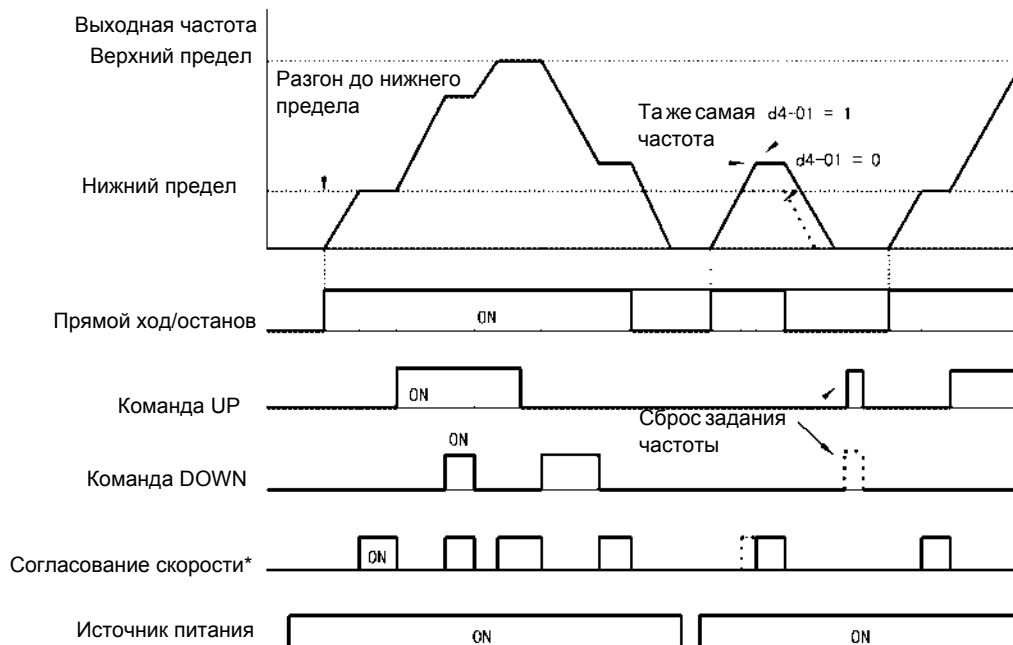 Выходная частота
Верхний предел
Разгон до нижнего
предела
Та же самая d4-01 = 1
частота
d4-01 = 0
Нижний предел
Прямой ход/останов
ON
Команда UP
ON
Сброс задания
частоты
ON
Команда DOWN
Согласование скорости*
ON
Источник питания
ON
ON